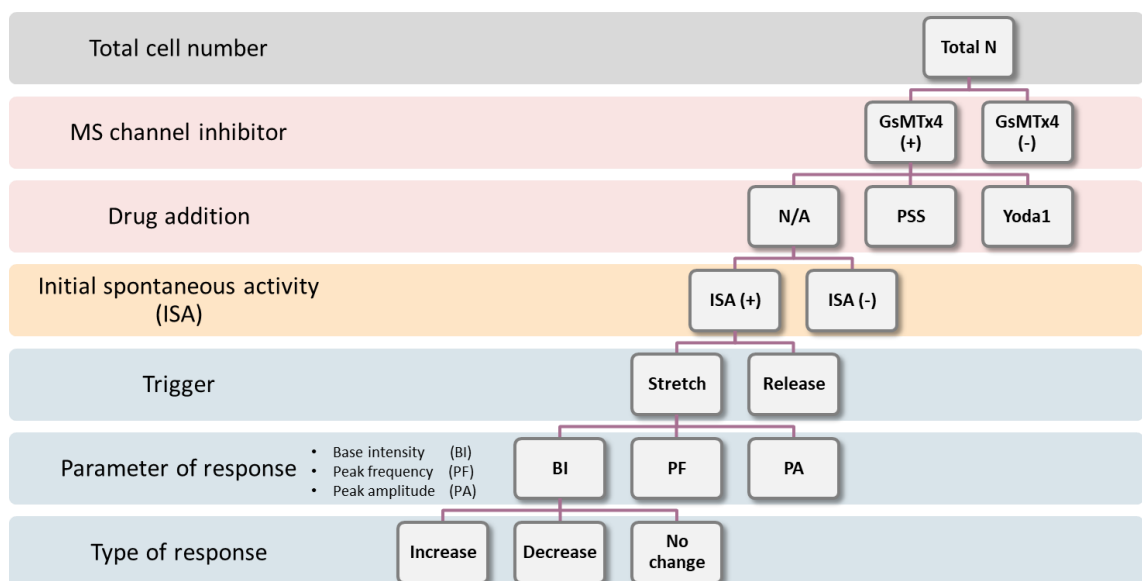 Total cell number
Total N
MS channel inhibitor
GsMTx4
(+)
GsMTx4
(-)
Drug addition
N/A
PSS
Yoda1
Initial spontaneous activity
(ISA)
ISA (+)
ISA (-)
Trigger
Stretch
Release
Parameter of response
• Base intensity (BI)
• Peak frequency (PF)
• Peak amplitude (PA)
BI
PF
PA
Type of response
Increase
Decrease
No
change